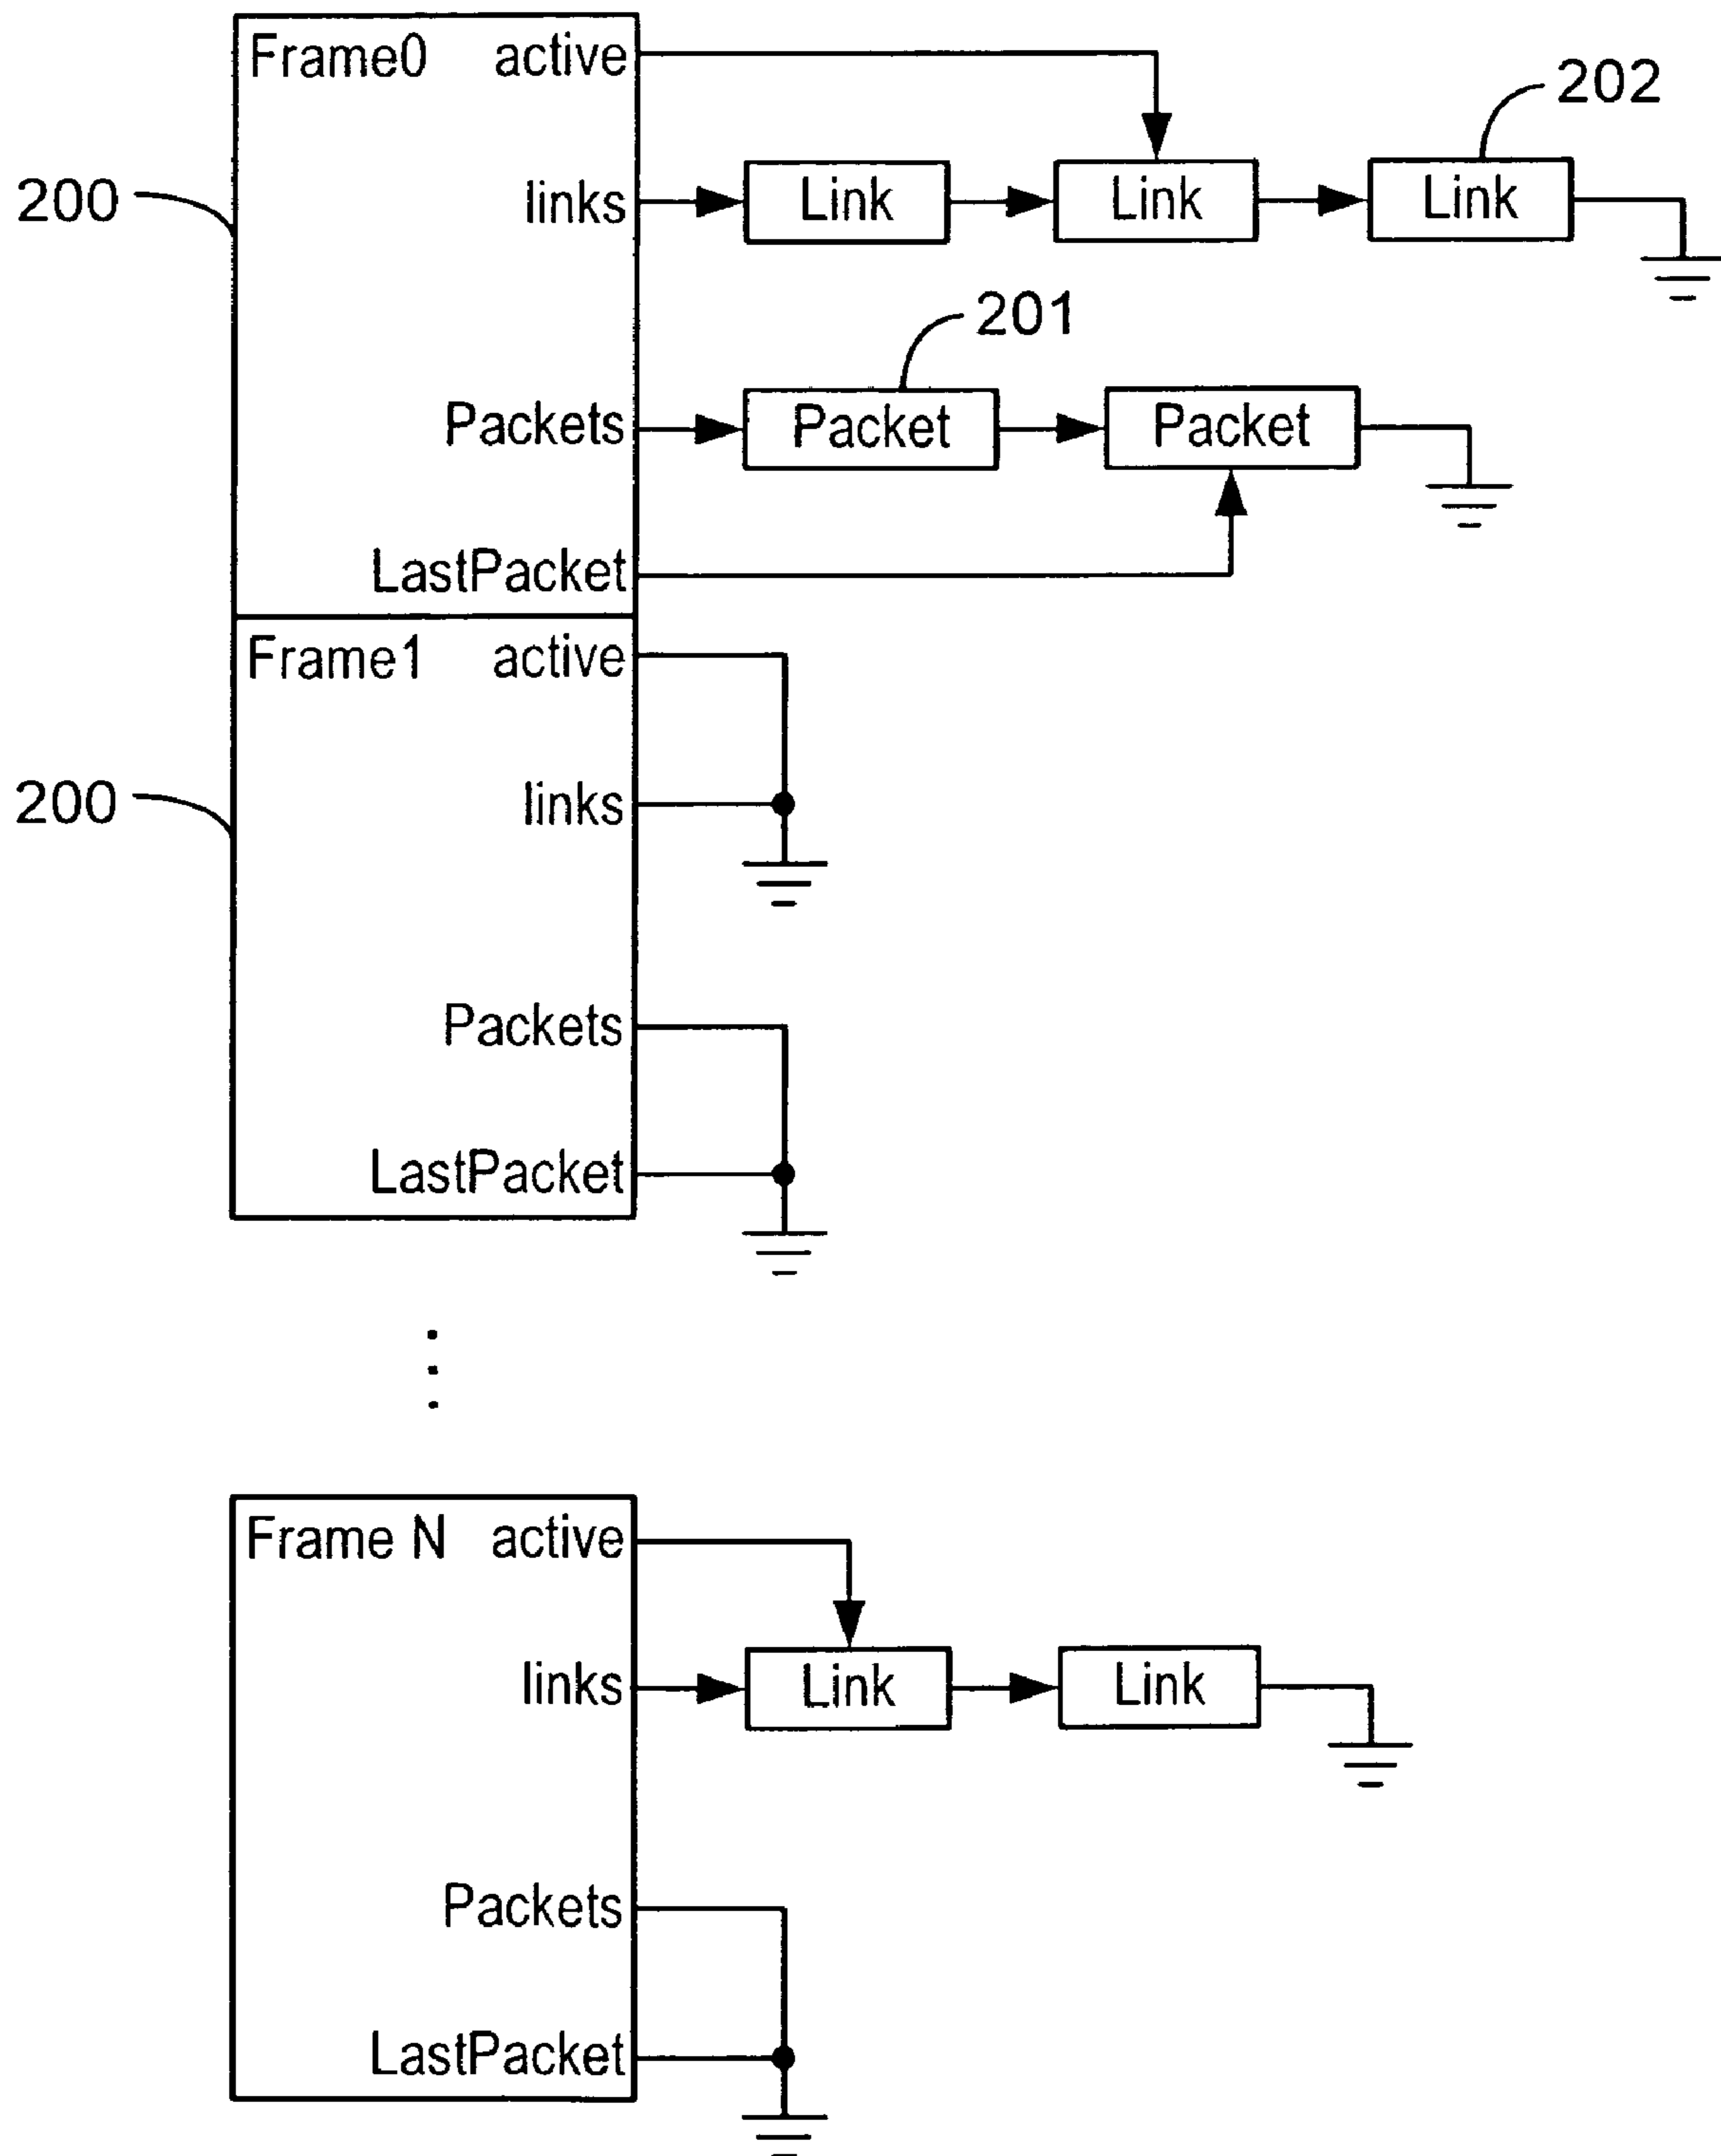 Frame0 active
202
200
links Link Link Link
201
Packets Packet Packet
LastPacket
Frame1 active
200
links
Packets
LastPacket
Frame N active
links Link Link
Packets
LastPacket